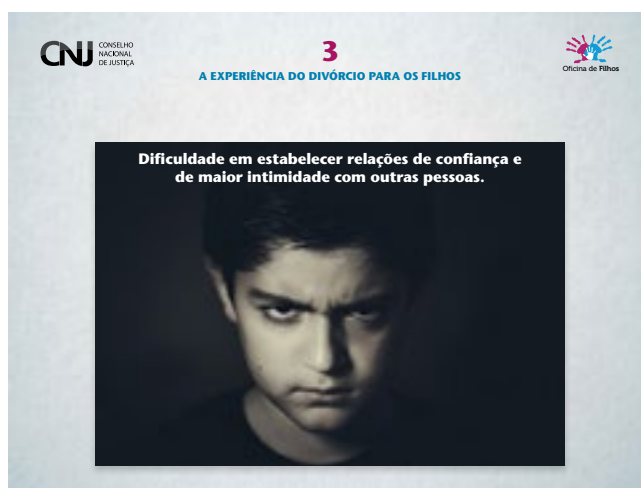 CNJ
CONSELHO
NACIONAL
DE JUSTIÇA
3
A EXPERIÊNCIA DO DIVÓRCIO PARA OS FILHOS
Oficina de Filhos
Dificuldade em estabelecer relações de confiança e
de maior intimidade com outras pessoas.